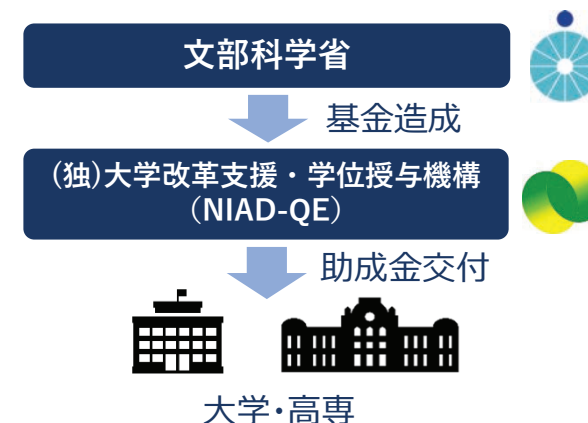 文部科学省
基金造成
(独)大学改革支援・学位授与機構
(NIAD-QE)
助成金交付
大学・高専